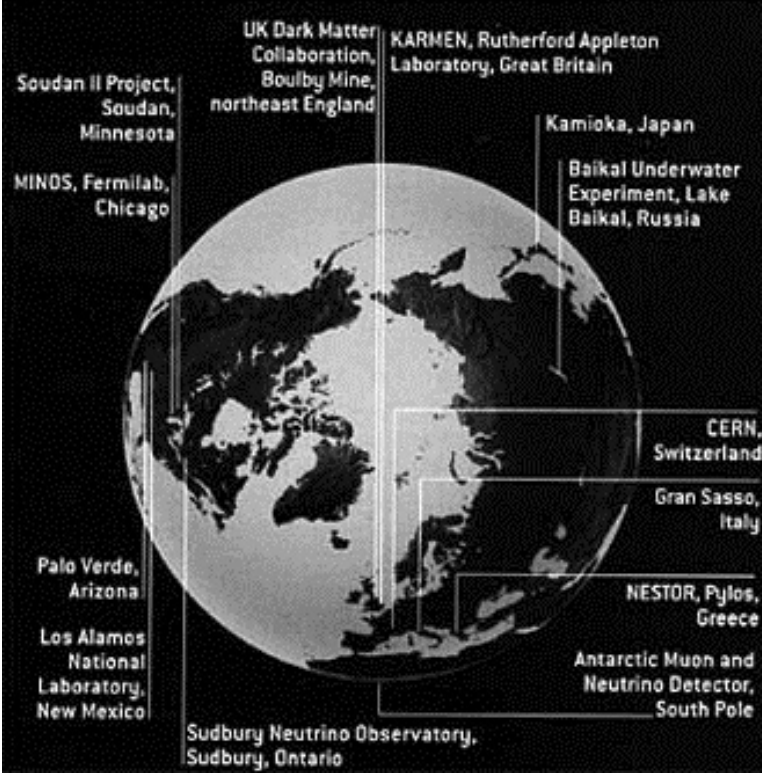 UK Dark Matter
Collaboration,
Boulby Mine,
northeast England
KARMEN, Rutherford Appleton
Laboratory, Great Britain
Soudan II Project,
Soudan,
Minnesota
Kamioka, Japan
MINOS, Fermilab,
Chicago
Baikal Underwater
Experiment, Lake
Baikal, Russia
CERN,
Switzerland
Gran Sasso,
Italy
Palo Verde,
Arizona
NESTOR, Pylos,
Greece
Los Alamos
National
Laboratory,
New Mexico
Antarctic Muon and
Neutrino Detector,
South Pole
Sudbury Neutrino Observatory,
Sudbury, Ontario